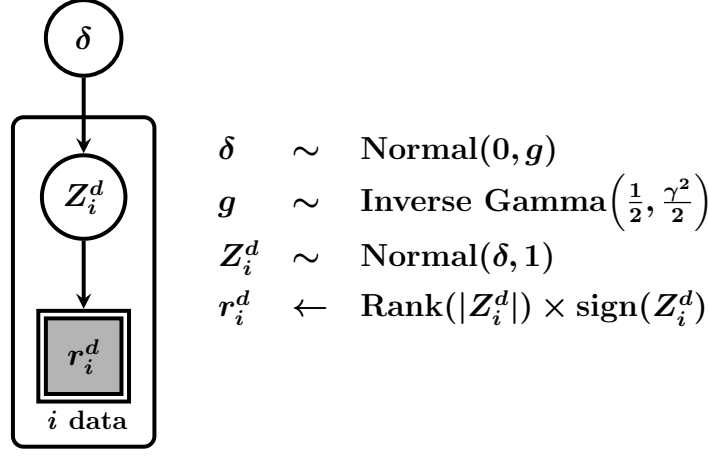 δ
Z_i^d
r_i^d
i data
δ ∼ Normal(0, g)
g ∼ Inverse Gamma(1/2, γ²/2)
Z_i^d ∼ Normal(δ, 1)
r_i^d ← Rank(|Z_i^d|) × sign(Z_i^d)